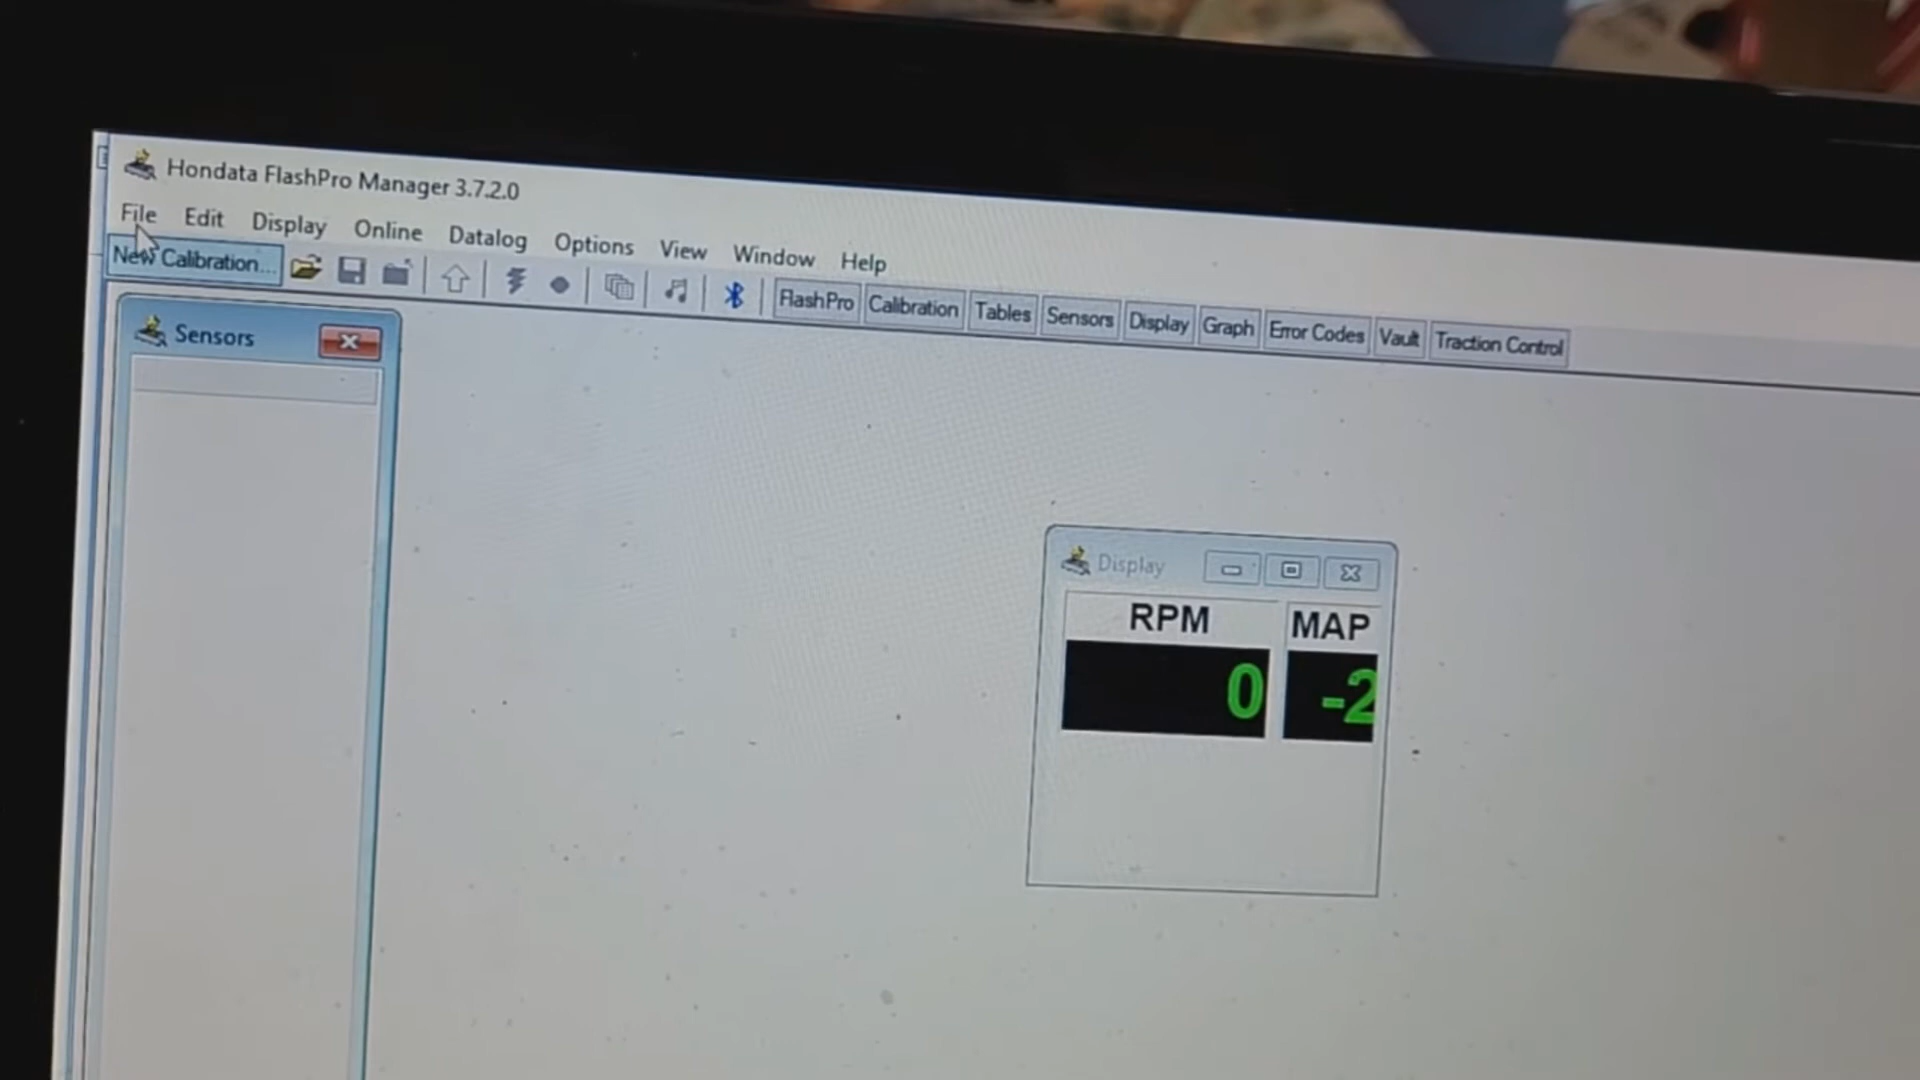 Hondata FlashPro Manager 3.7.2.0
File Edit Display Online Datalog Options View Window Help
New Calibration... FlashPro Calibration Tables Sensors Display Graph Error Codes Vault Traction Control
Sensors
Display
RPM MAP
0 -2